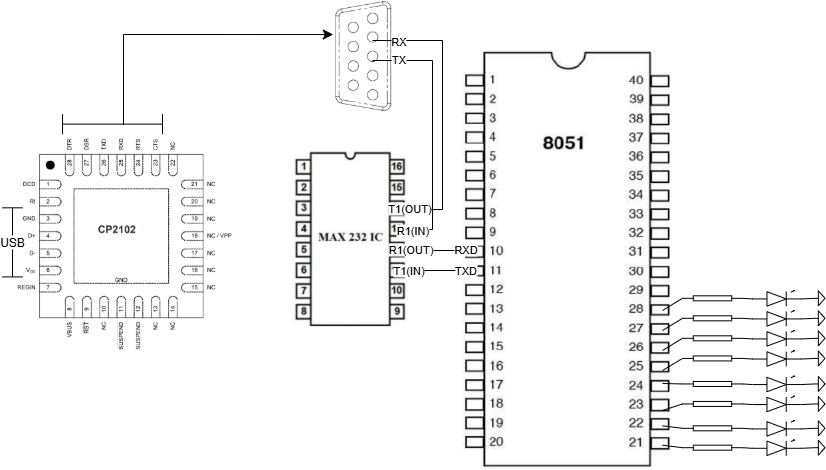 RX
TX
DTR
DSR
TXD
RXD
RTS
CTS
NC
28
27
26
25
24
23
22
DCD 1
RI 2
GND 3
D+ 4
D- 5
VDD 6
REGIN 7
USB
CP2102
GND
21 NC
20 NC
19 NC
18 NC / VPP
17 NC
16 NC
15 NC
8
9
10
11
12
13
14
VBUS
RST
NC
SUSPEND
SUSPEND
NC
NC
MAX 232 IC
1
2
3
4
5
6
7
8
16
15
T1(OUT)
1
R1(IN)
R1(OUT)
T1(IN)
10
9
RXD
TXD
8051
1
2
3
4
5
6
7
8
9
10
11
12
13
14
15
16
17
18
19
20
40
39
38
37
36
35
34
33
32
31
30
29
28
27
26
25
24
23
22
21